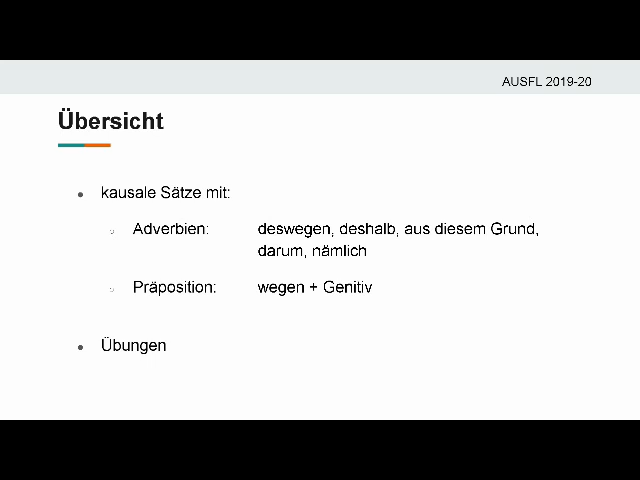 AUSFL 2019-20
Übersicht
kausale Sätze mit:
Adverbien: deswegen, deshalb, aus diesem Grund,
darum, nämlich
Präposition: wegen + Genitiv
Übungen